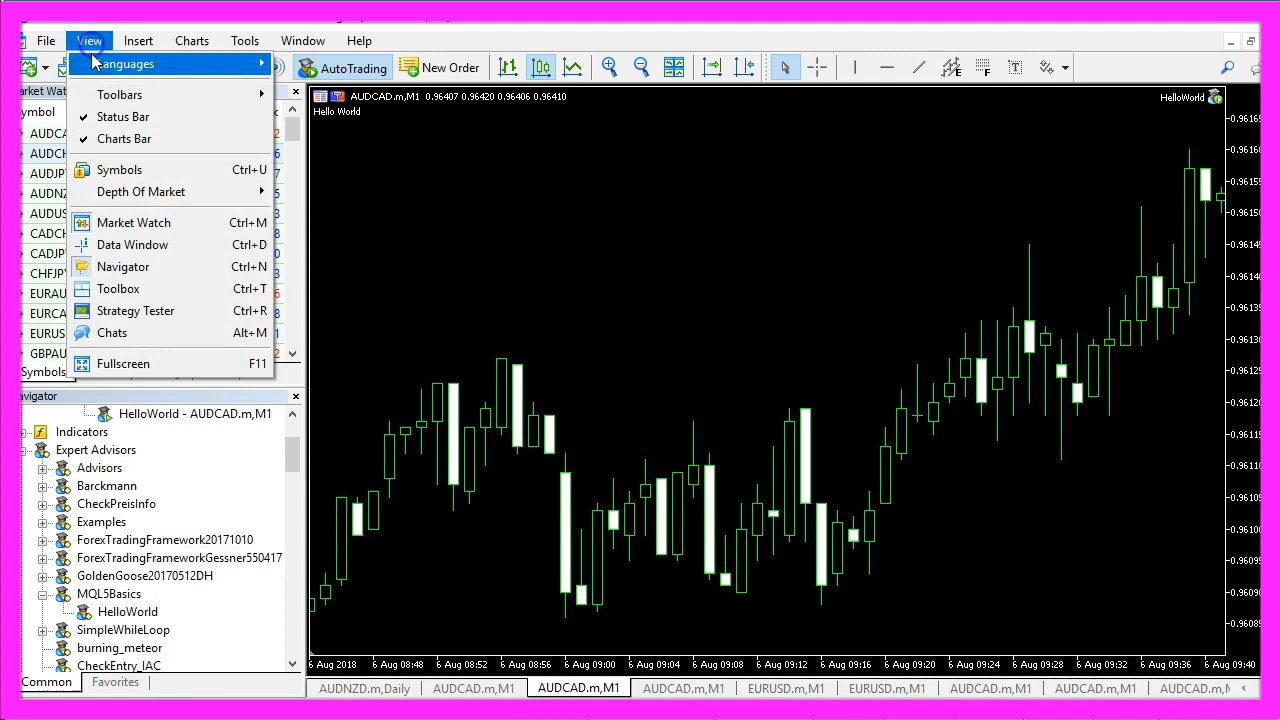 File View Insert Charts Tools Window Help
AutoTrading New Order
Languages
Toolbars
Status Bar
Charts Bar
Symbols Ctrl+U
Depth Of Market
Market Watch Ctrl+M
Data Window Ctrl+D
Navigator Ctrl+N
Toolbox Ctrl+T
Strategy Tester Ctrl+R
Chats Alt+M
Fullscreen F11
AUDCA
AUDCH
AUDJP
AUDNZ
AUDUS
CADCH
CADJP
CHFJPY
EURAU
EURCA
EURUS
GBPAU
Symbols
avigator
HelloWorld - AUDCAD.m,M1
Indicators
Expert Advisors
Advisors
Barckmann
CheckPreisInfo
Examples
ForexTradingFramework20171010
ForexTradingFrameworkGessner550417
GoldenGoose20170512DH
MQL5Basics
HelloWorld
SimpleWhileLoop
burning_meteor
CheckEntry_IAC
Common Favorites
AUDCAD.m,M1 0.96407 0.96420 0.96406 0.96410
Hello World
HelloWorld
0.96165
0.96160
0.96155
0.96150
0.96145
0.96140
0.96135
0.96130
0.96125
0.96120
0.96115
0.96110
0.96105
0.96100
0.96095
0.96090
0.96085
6 Aug 2018 6 Aug 08:48 6 Aug 08:52 6 Aug 08:56 6 Aug 09:00 6 Aug 09:04 6 Aug 09:08 6 Aug 09:12 6 Aug 09:16 6 Aug 09:20 6 Aug 09:24 6 Aug 09:28 6 Aug 09:32 6 Aug 09:36 6 Aug 09:40
AUDNZD.m,Daily AUDCAD.m,M1 AUDCAD.m,M1 AUDCAD.m,M1 EURUSD.m,M1 EURUSD.m,M1 AUDCAD.m,M1 AUDCAD.m,M1 AUDCAD.m,M